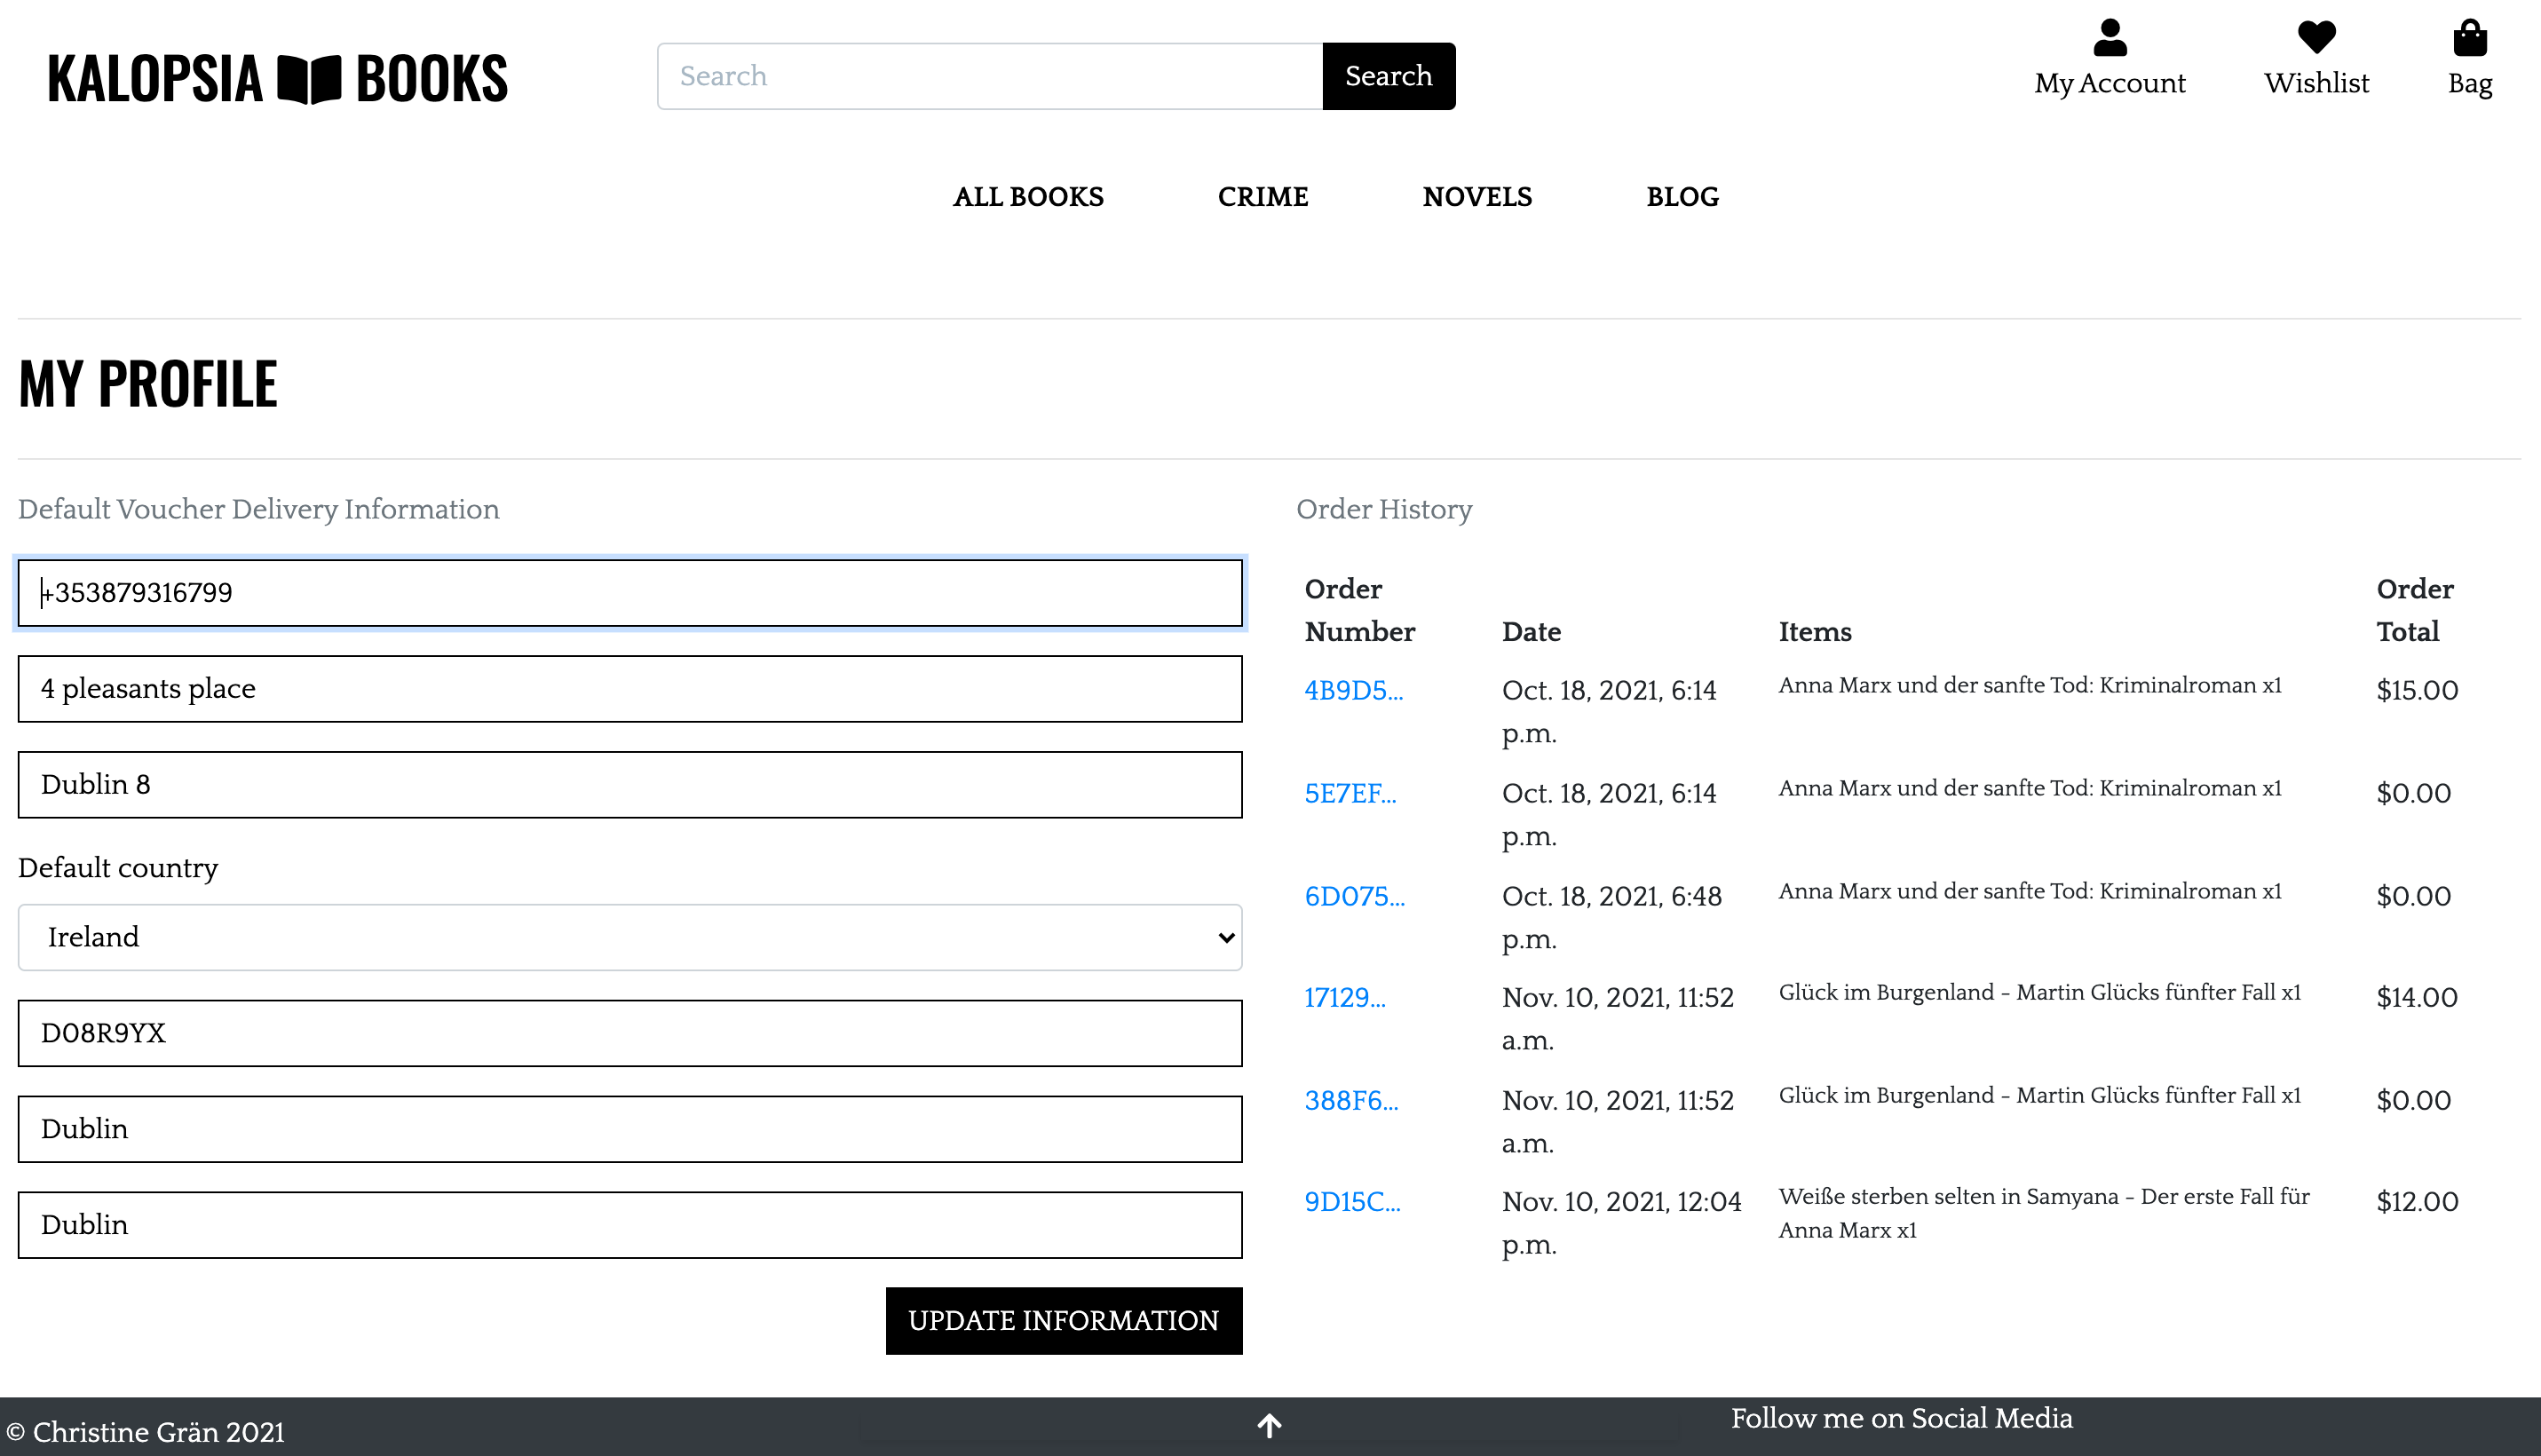 KALOPSIA BOOKS
Search
Search
My Account
Wishlist
Bag
ALL BOOKS
CRIME
NOVELS
BLOG
MY PROFILE
Default Voucher Delivery Information
+353879316799
4 pleasants place
Dublin 8
Default country
Ireland
D08R9YX
Dublin
Dublin
UPDATE INFORMATION
Order History
Order
Number
Date
Items
Order
Total
4B9D5...
Oct. 18, 2021, 6:14
p.m.
Anna Marx und der sanfte Tod: Kriminalroman x1
$15.00
5E7EF...
Oct. 18, 2021, 6:14
p.m.
Anna Marx und der sanfte Tod: Kriminalroman x1
$0.00
6D075...
Oct. 18, 2021, 6:48
p.m.
Anna Marx und der sanfte Tod: Kriminalroman x1
$0.00
17129...
Nov. 10, 2021, 11:52
a.m.
Glück im Burgenland - Martin Glücks fünfter Fall x1
$14.00
388F6...
Nov. 10, 2021, 11:52
a.m.
Glück im Burgenland - Martin Glücks fünfter Fall x1
$0.00
9D15C...
Nov. 10, 2021, 12:04
p.m.
Weiße sterben selten in Samyana - Der erste Fall für
Anna Marx x1
$12.00
© Christine Grän 2021
Follow me on Social Media